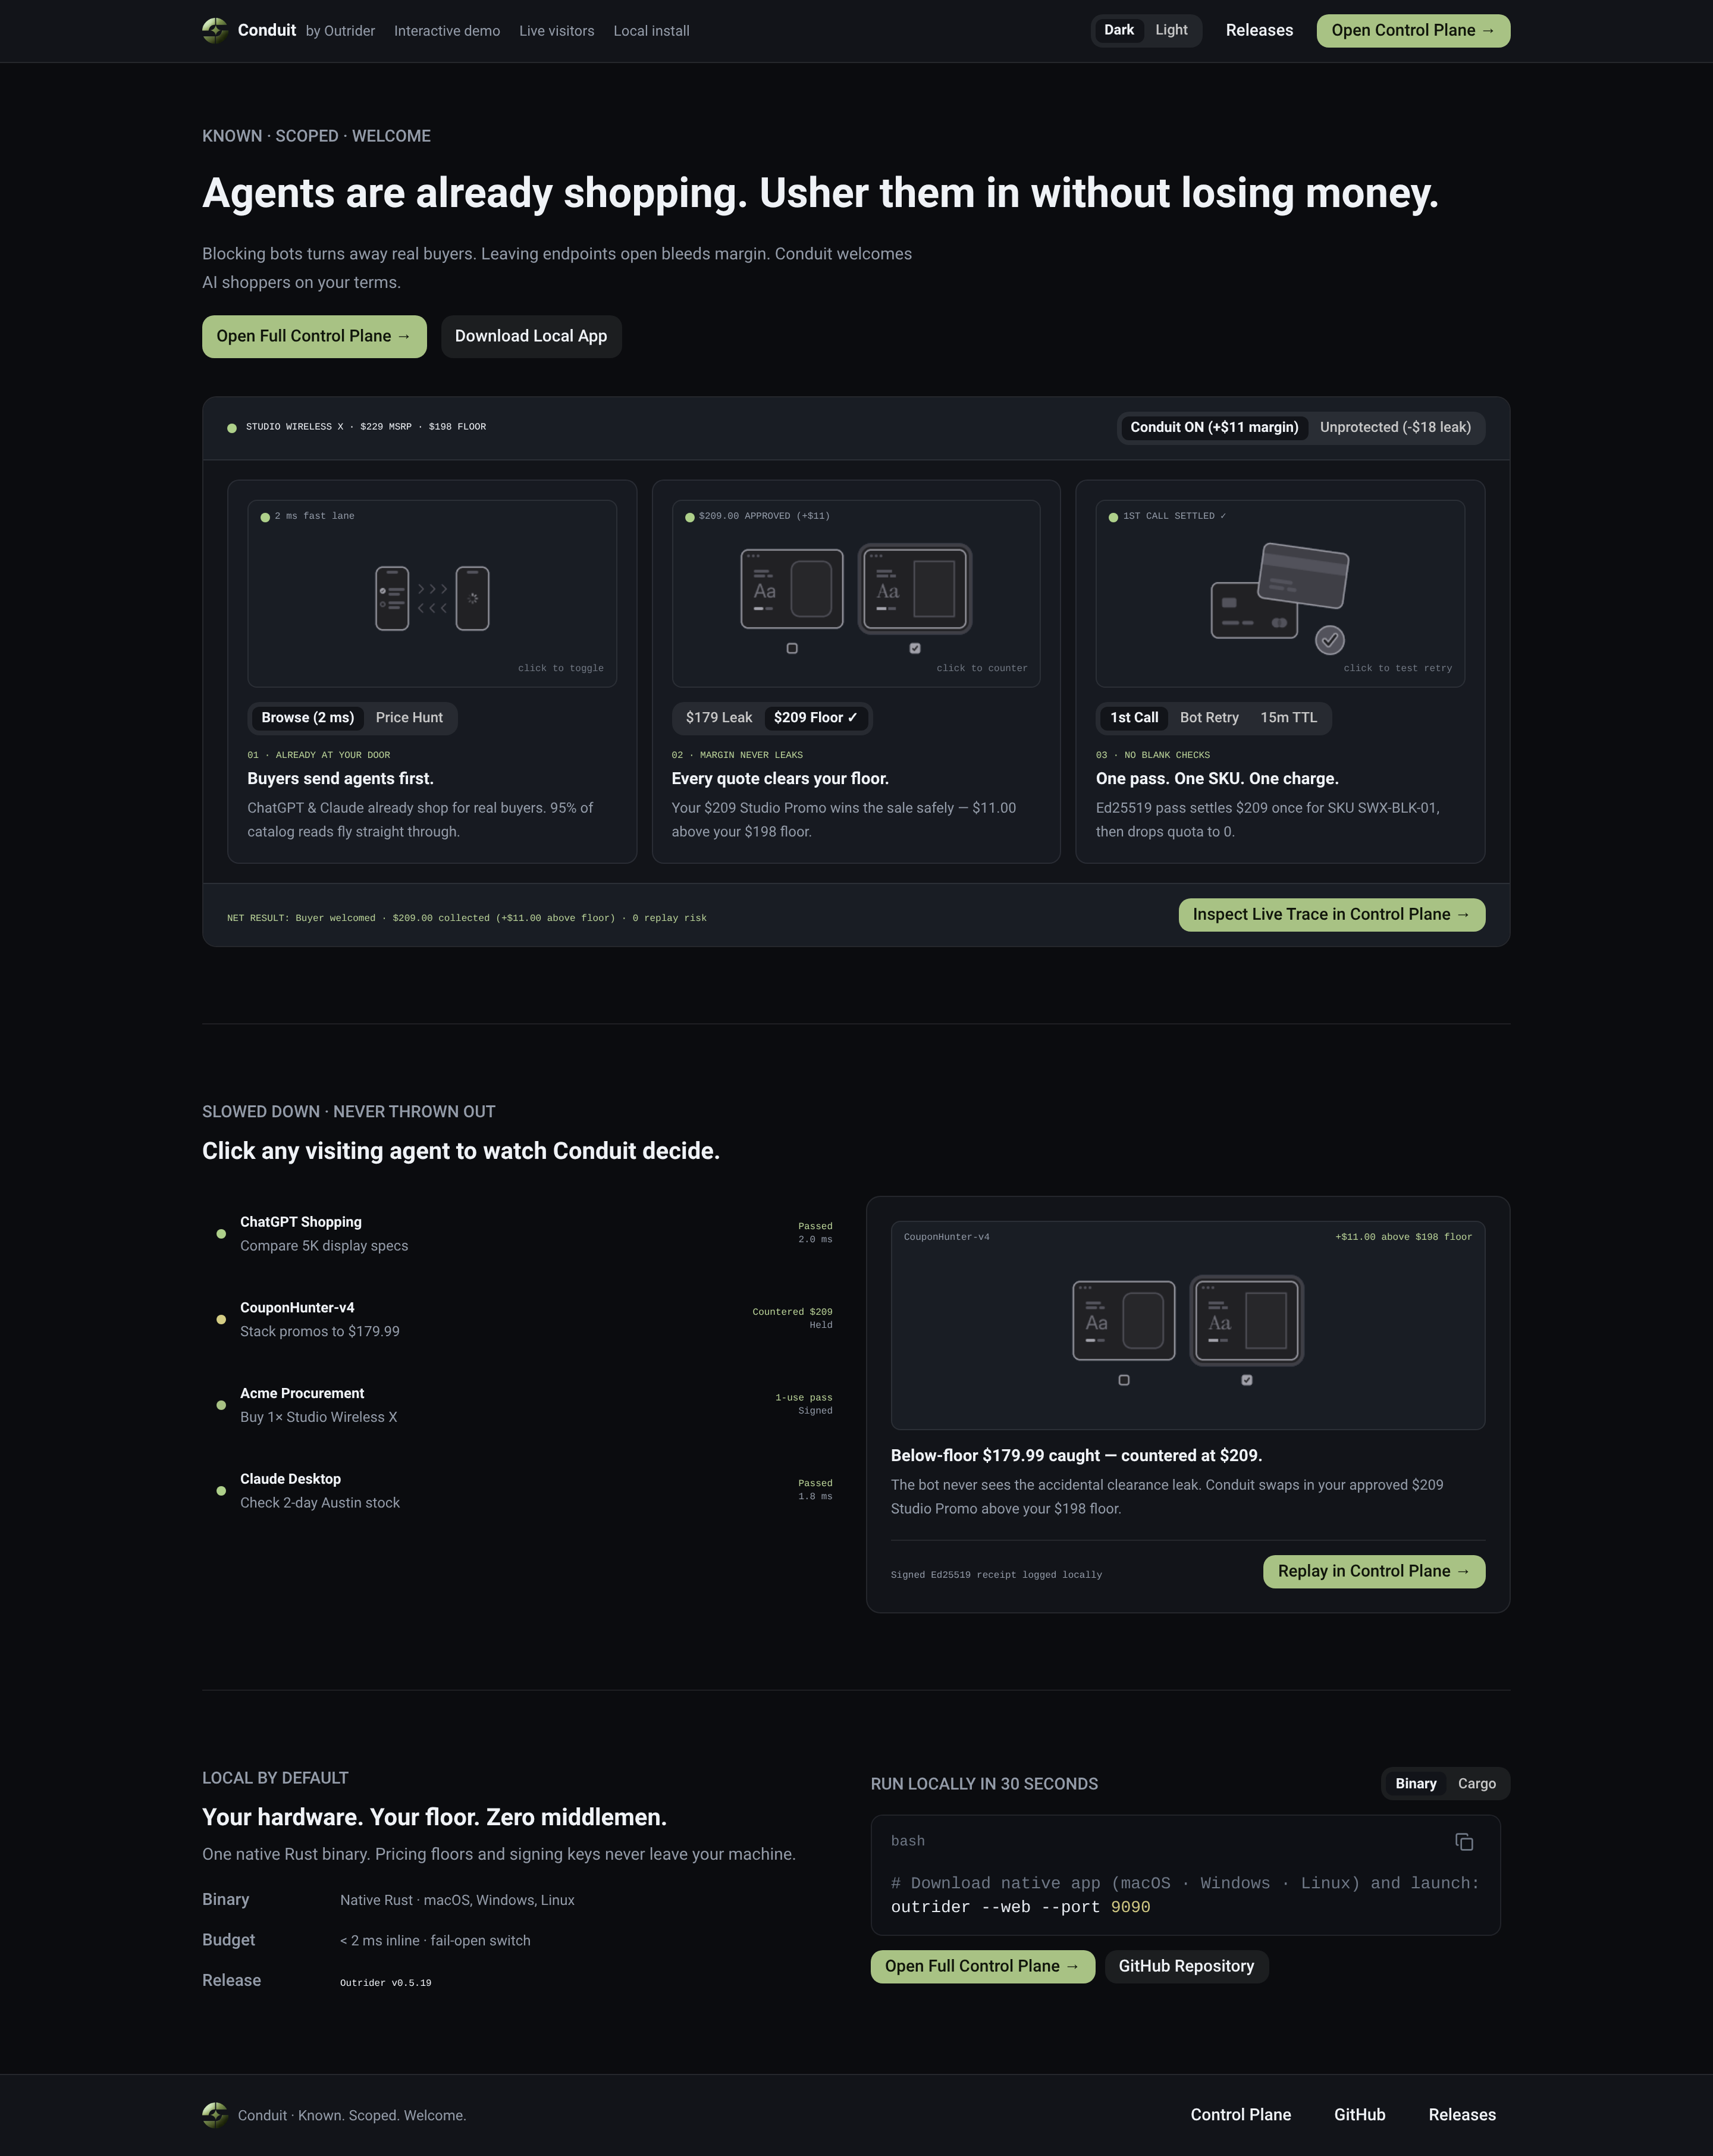 Conduit by Outrider Interactive demo Live visitors Local install Dark Light Releases Open Control Plane →
KNOWN · SCOPED · WELCOME
Agents are already shopping. Usher them in without losing money.
Blocking bots turns away real buyers. Leaving endpoints open bleeds margin. Conduit welcomes
AI shoppers on your terms.
Open Full Control Plane → Download Local App
STUDIO WIRELESS X · $229 MSRP · $198 FLOOR
Conduit ON (+$11 margin) Unprotected (-$18 leak)
2 ms fast lane
click to toggle
Browse (2 ms) Price Hunt
01 · ALREADY AT YOUR DOOR
Buyers send agents first.
ChatGPT & Claude already shop for real buyers. 95% of
catalog reads fly straight through.
$209.00 APPROVED (+$11)
Aa Aa
click to counter
$179 Leak $209 Floor ✓
02 · MARGIN NEVER LEAKS
Every quote clears your floor.
Your $209 Studio Promo wins the sale safely — $11.00
above your $198 floor.
1ST CALL SETTLED ✓
click to test retry
1st Call Bot Retry 15m TTL
03 · NO BLANK CHECKS
One pass. One SKU. One charge.
Ed25519 pass settles $209 once for SKU SWX-BLK-01,
then drops quota to 0.
NET RESULT: Buyer welcomed · $209.00 collected (+$11.00 above floor) · 0 replay risk
Inspect Live Trace in Control Plane →
SLOWED DOWN · NEVER THROWN OUT
Click any visiting agent to watch Conduit decide.
ChatGPT Shopping
Compare 5K display specs
Passed
2.0 ms
CouponHunter-v4
Stack promos to $179.99
Countered $209
Held
Acme Procurement
Buy 1× Studio Wireless X
1-use pass
Signed
Claude Desktop
Check 2-day Austin stock
Passed
1.8 ms
CouponHunter-v4 +$11.00 above $198 floor
Aa Aa
Below-floor $179.99 caught — countered at $209.
The bot never sees the accidental clearance leak. Conduit swaps in your approved $209
Studio Promo above your $198 floor.
Signed Ed25519 receipt logged locally
Replay in Control Plane →
LOCAL BY DEFAULT
Your hardware. Your floor. Zero middlemen.
One native Rust binary. Pricing floors and signing keys never leave your machine.
Binary Native Rust · macOS, Windows, Linux
Budget < 2 ms inline · fail-open switch
Release Outrider v0.5.19
RUN LOCALLY IN 30 SECONDS
Binary Cargo
bash
# Download native app (macOS · Windows · Linux) and launch:
outrider --web --port 9090
Open Full Control Plane → GitHub Repository
Conduit · Known. Scoped. Welcome.
Control Plane GitHub Releases